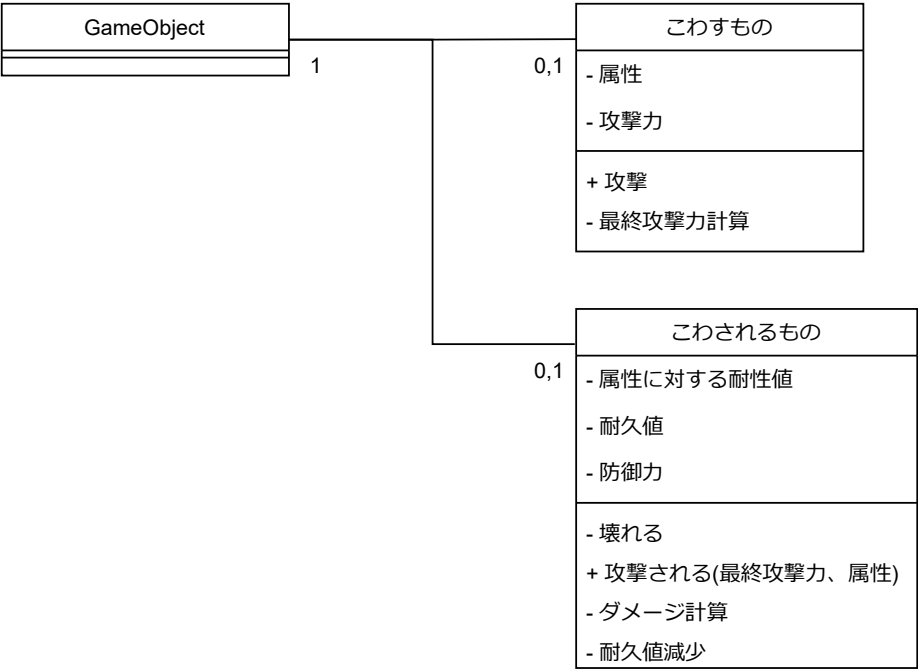 GameObject
1
0,1
こわすもの
- 属性
- 攻撃力
+ 攻撃
- 最終攻撃力計算
0,1
こわされるもの
- 属性に対する耐性値
- 耐久値
- 防御力
- 壊れる
+ 攻撃される(最終攻撃力、属性)
- ダメージ計算
- 耐久値減少